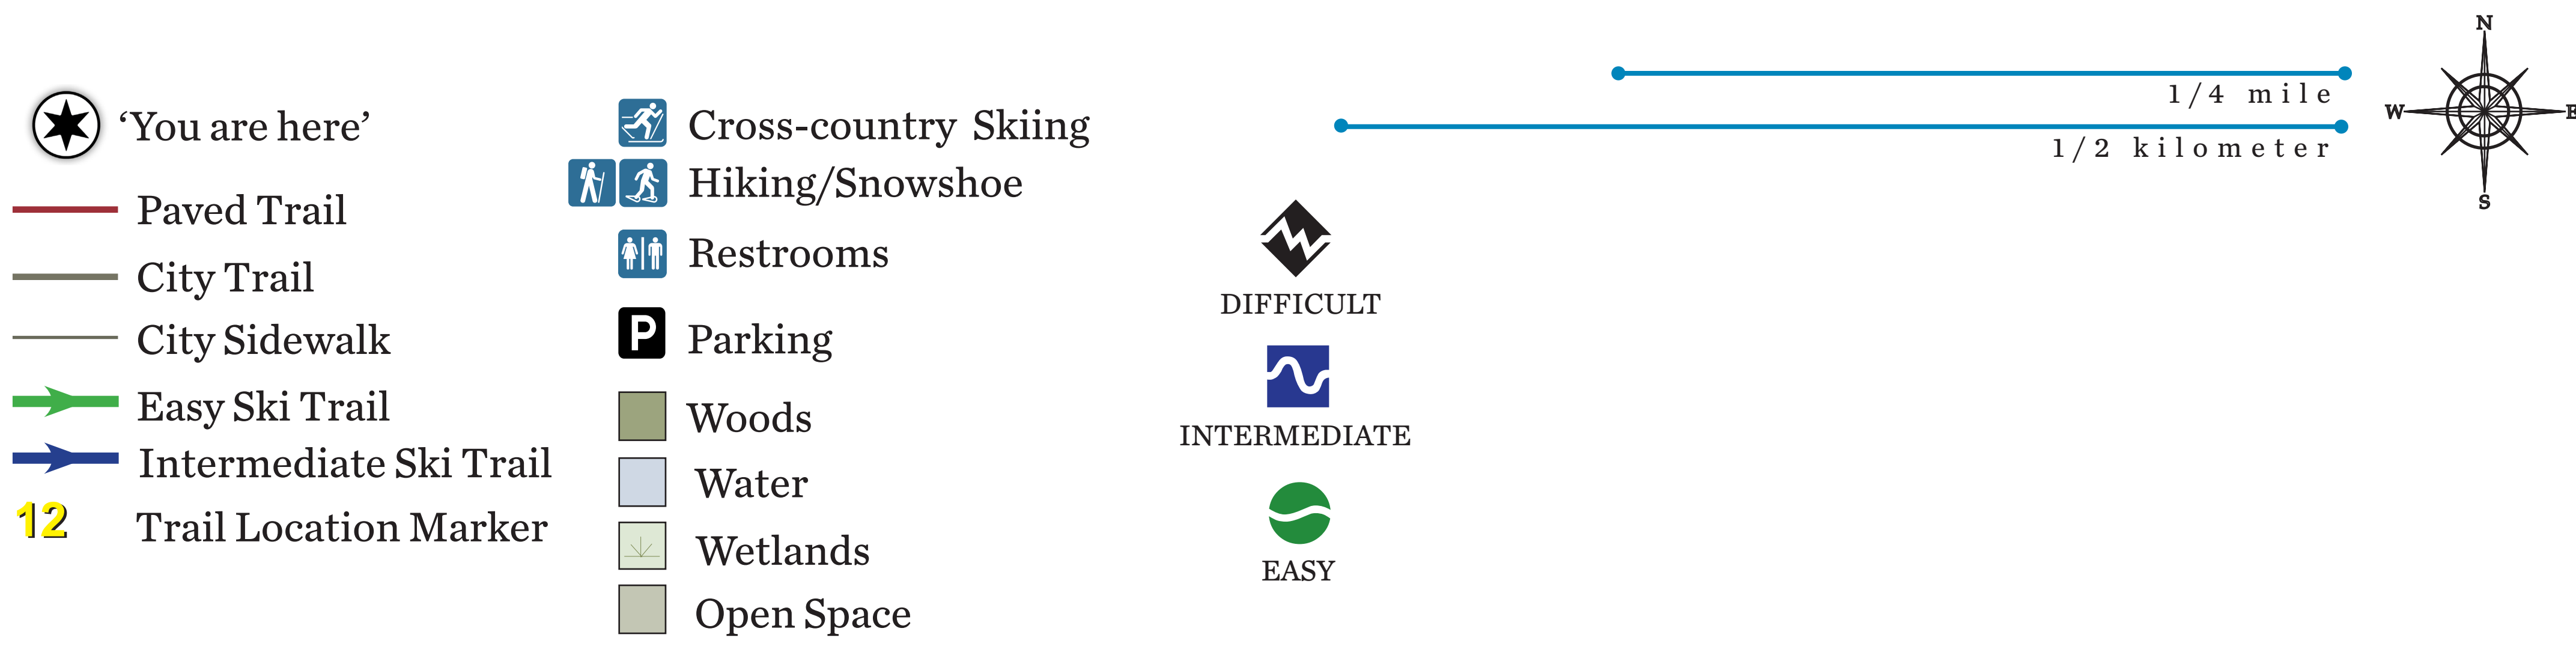 'You are here'
Paved Trail
City Trail
City Sidewalk
Easy Ski Trail
Intermediate Ski Trail
12 Trail Location Marker
Cross-country Skiing
Hiking/Snowshoe
Restrooms
P Parking
Woods
Water
Wetlands
Open Space
DIFFICULT
INTERMEDIATE
EASY
1/4 mile
1/2 kilometer
N
W E
S